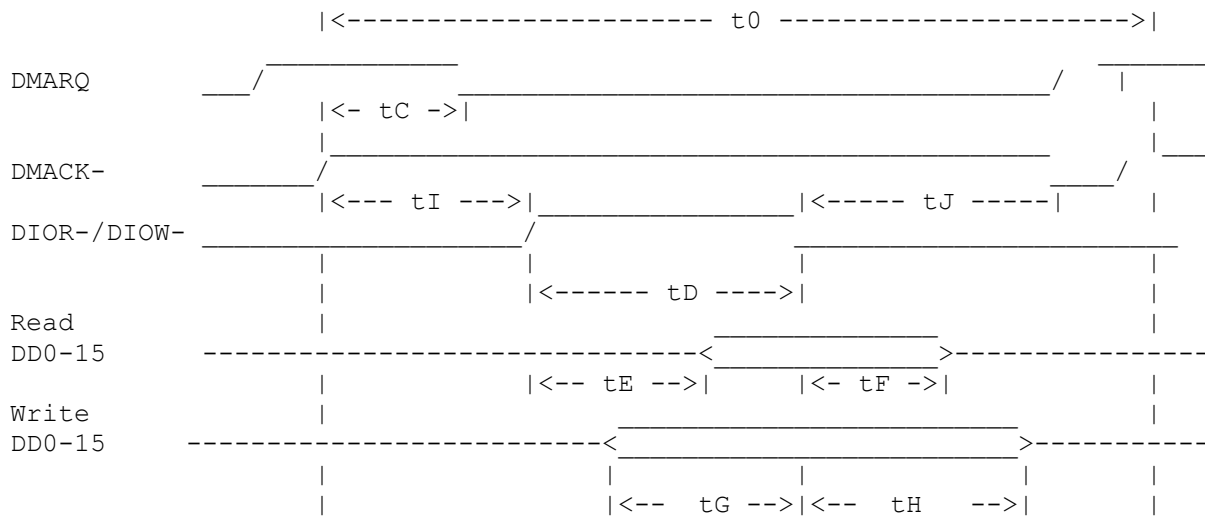 |<----------------------- t0 ---------------------->|
DMARQ
|<- tC ->|
DMACK-
|<--- tI --->| |<----- tJ -----|
DIOR-/DIOW-
|<------ tD ---->|
Read
DD0-15
|<-- tE -->| |<- tF ->|
Write
DD0-15
|<-- tG -->|<-- tH -->|